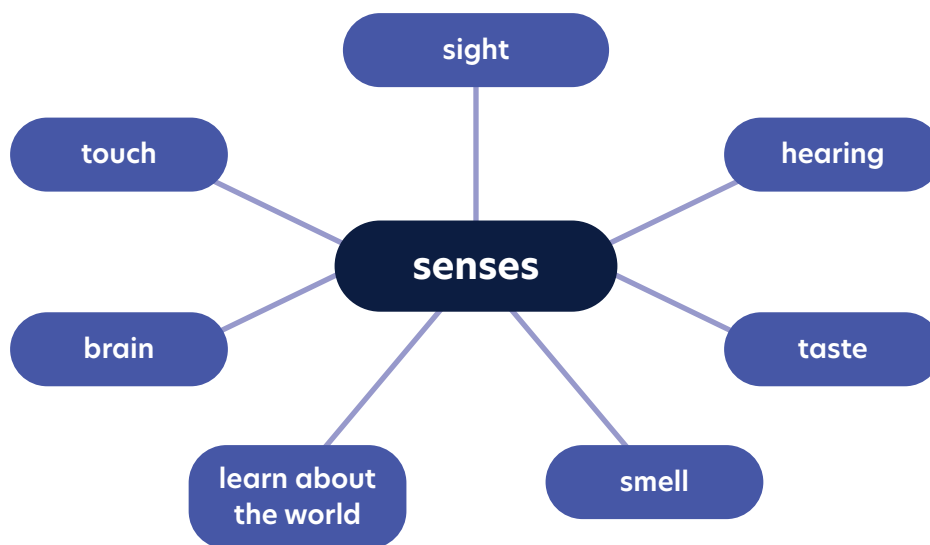 sight
touch
hearing
senses
brain
taste
learn about
the world
smell